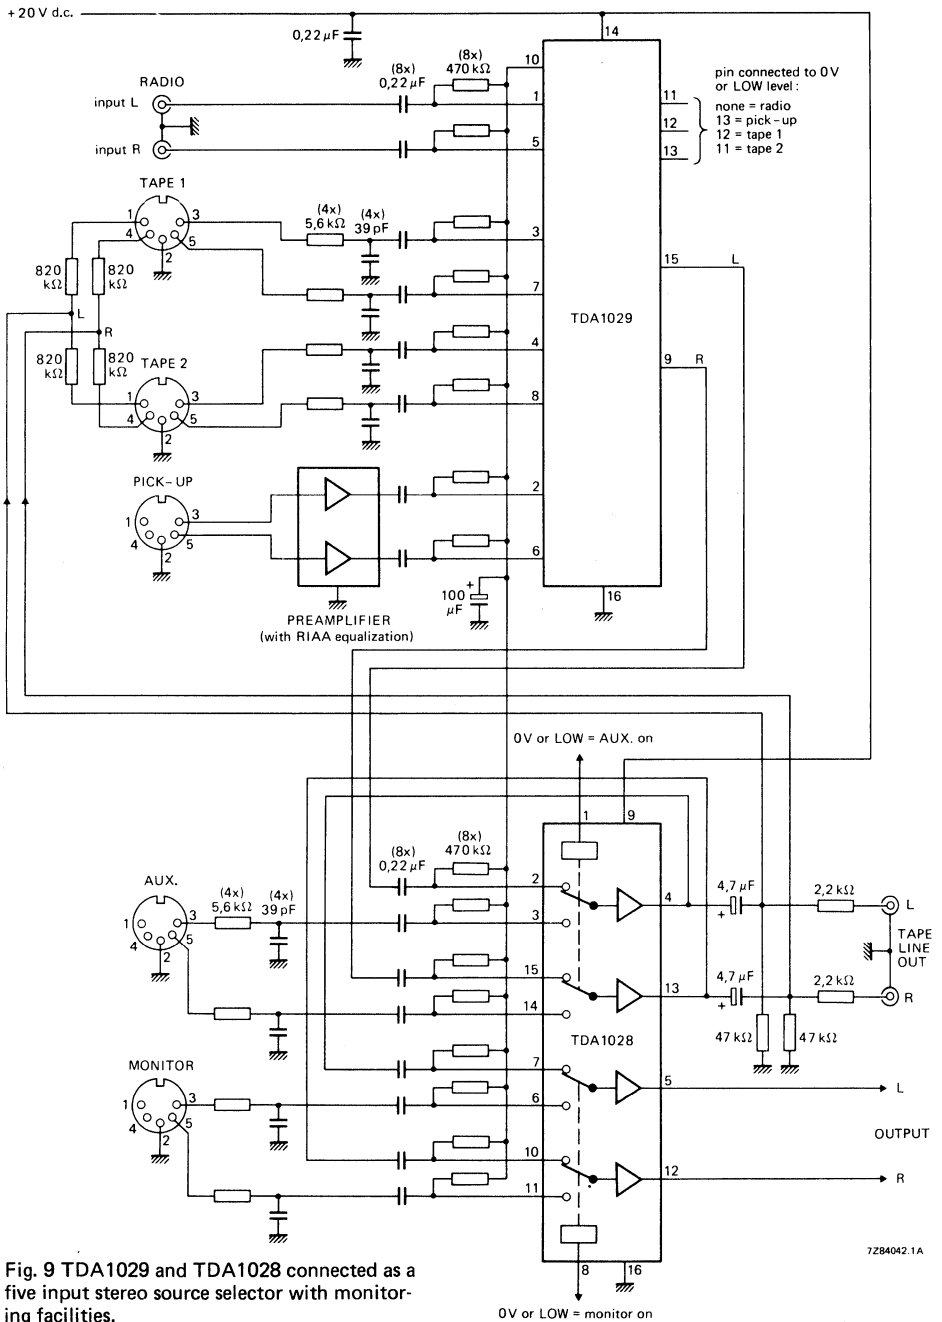 +20 V d.c.
0,22 µF
14
(8x)
470 kΩ
(8x)
0,22 µF
10
RADIO
input L
input R
1
5
pin connected to 0 V
or LOW level :
none = radio
13 = pick-up
12 = tape 1
11 = tape 2
11
12
13
TAPE 1
1
3
4
5
2
(4x)
5,6 kΩ
(4x)
39 pF
3
15
L
820
kΩ
820
kΩ
7
TDA1029
L
R
4
820
kΩ
820
kΩ
TAPE 2
9
R
1
3
4
5
2
8
PICK-UP
1
3
4
5
2
2
6
100
µF
+
16
PREAMPLIFIER
(with RIAA equalization)
0V or LOW = AUX. on
1
9
(8x)
0,22 µF
(8x)
470 kΩ
2
4
4,7 µF
+
2,2 kΩ
L
AUX.
1
3
4
5
2
(4x)
5,6 kΩ
(4x)
39 pF
3
TAPE
LINE
OUT
15
13
4,7 µF
+
2,2 kΩ
R
14
TDA1028
47 kΩ
47 kΩ
MONITOR
1
3
4
5
2
7
5
L
6
OUTPUT
10
12
R
11
7Z84042.1A
8
16
0V or LOW = monitor on
Fig. 9 TDA1029 and TDA1028 connected as a
five input stereo source selector with monitor-
ing facilities.